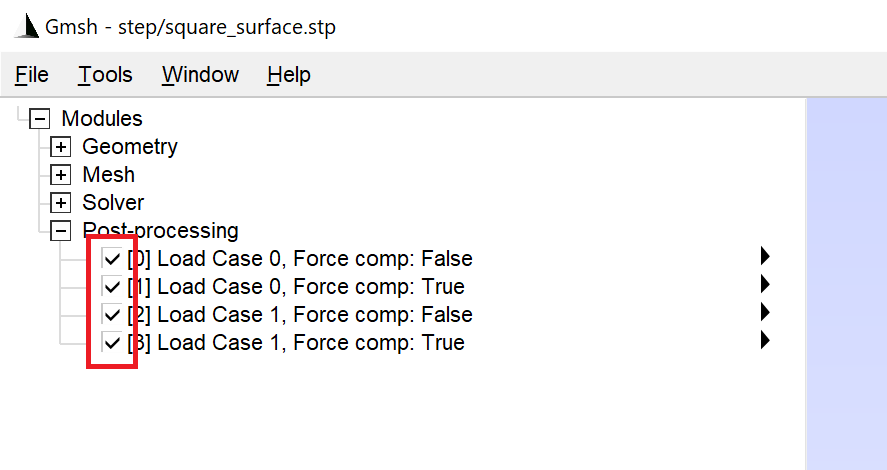 Gmsh - step/square_surface.stp
File Tools Window Help
Modules
Geometry
Mesh
Solver
Post-processing
[0] Load Case 0, Force comp: False
[1] Load Case 0, Force comp: True
[2] Load Case 1, Force comp: False
[3] Load Case 1, Force comp: True